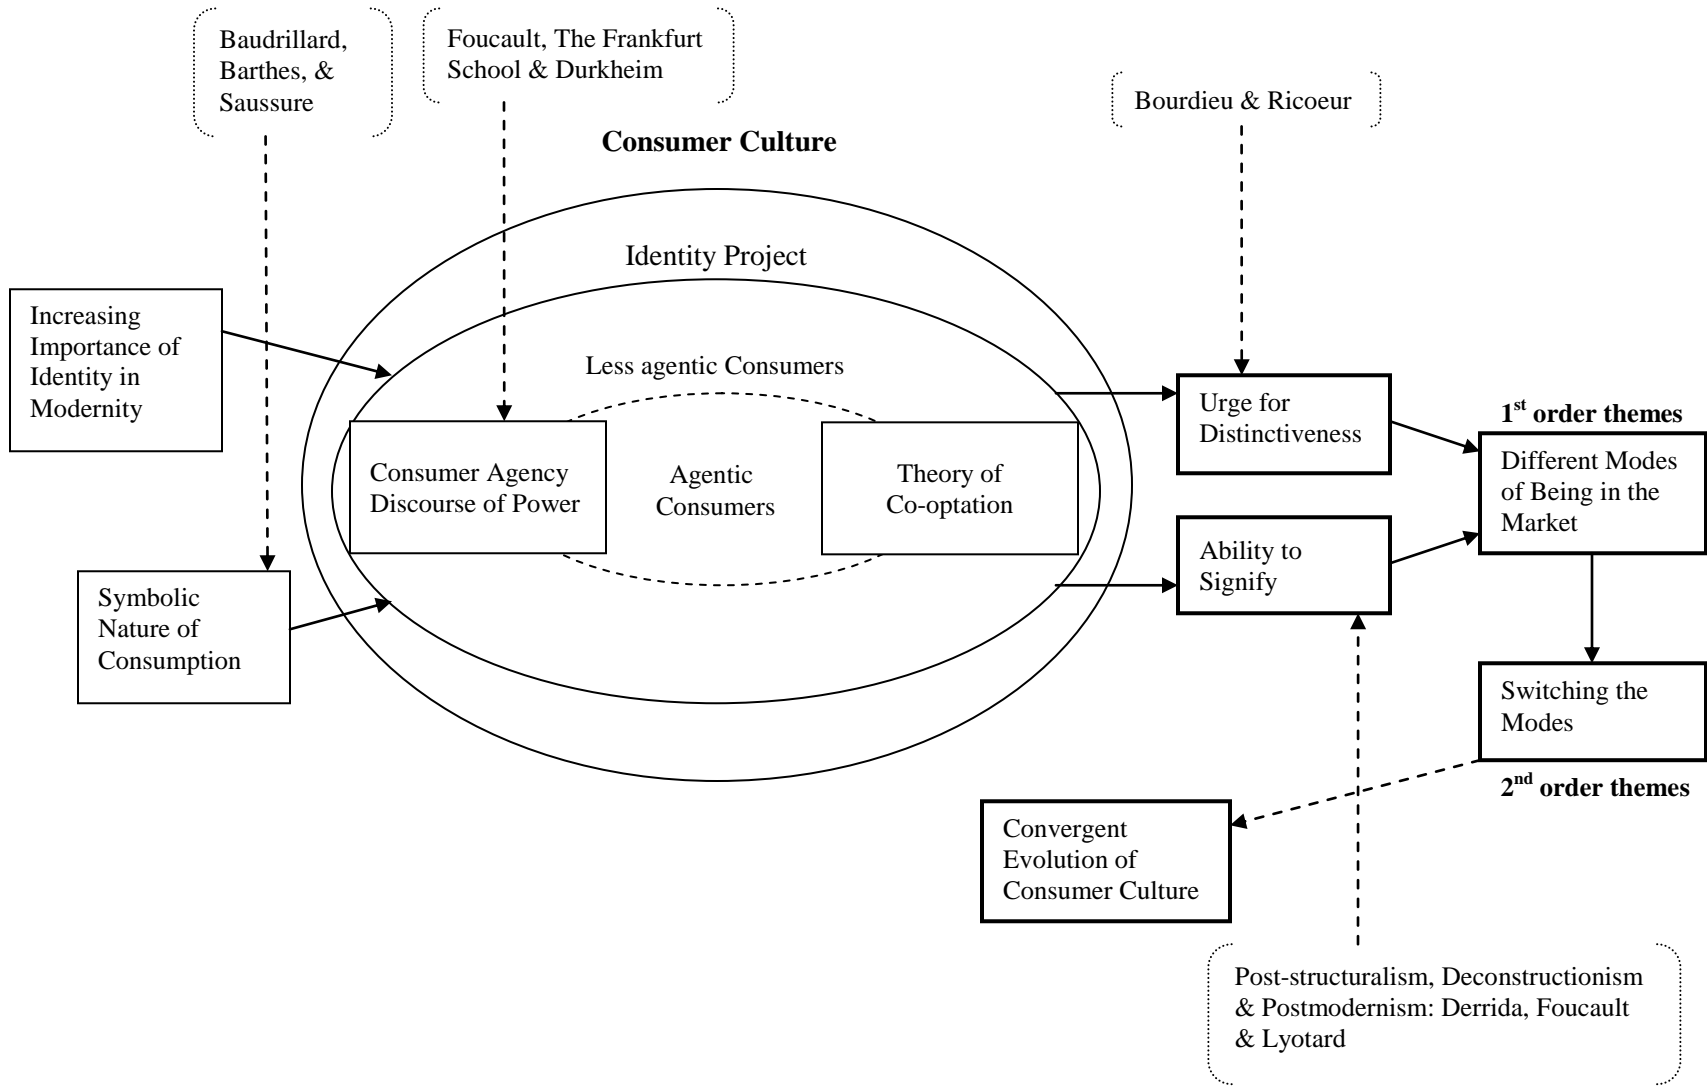 Baudrillard,
Barthes, &
Saussure
Foucault, The Frankfurt
School & Durkheim
Bourdieu & Ricoeur
Consumer Culture
Identity Project
Increasing
Importance of
Identity in
Modernity
Less agentic Consumers
Urge for
Distinctiveness
1st order themes
Different Modes
of Being in the
Market
Consumer Agency
Discourse of Power
Agentic
Consumers
Theory of
Co-optation
Ability to
Signify
Symbolic
Nature of
Consumption
Switching the
Modes
2nd order themes
Convergent
Evolution of
Consumer Culture
Post-structuralism, Deconstructionism
& Postmodernism: Derrida, Foucault
& Lyotard